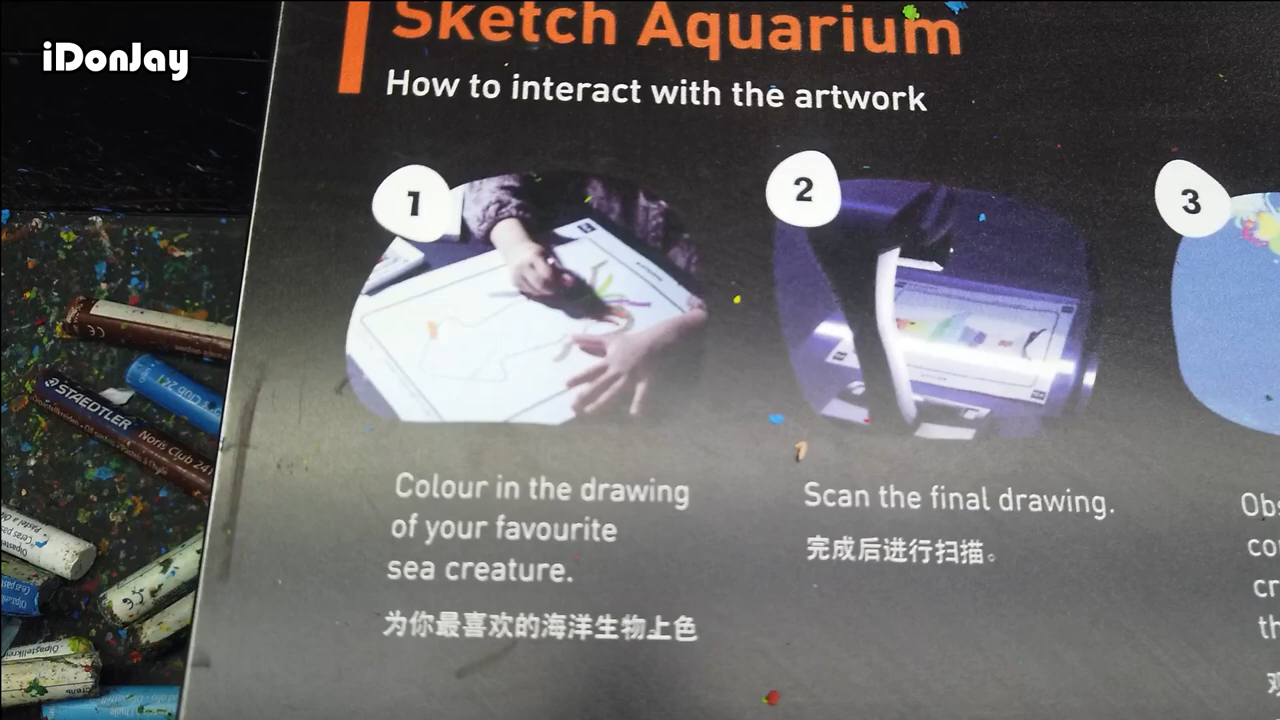 iDonJay
Sketch Aquarium
How to interact with the artwork
1
2
3
Colour in the drawing
of your favourite
sea creature.
为你最喜欢的海洋生物上色
Scan the final drawing.
完成后进行扫描。
STAEDTLER
Noris Club 241